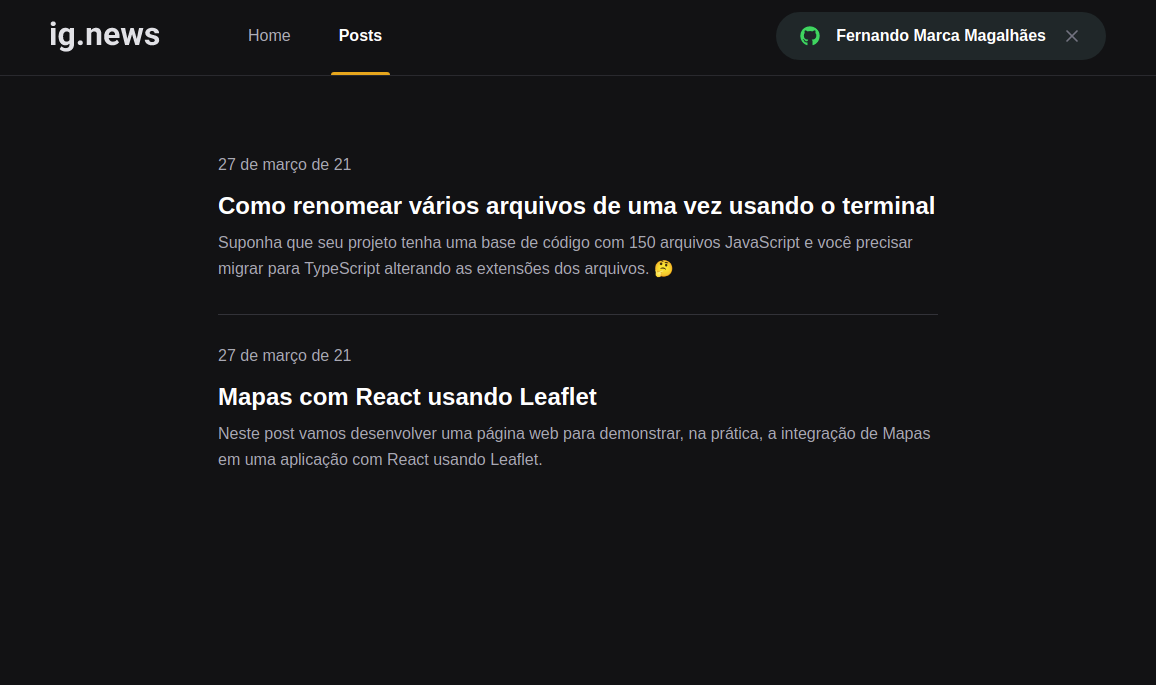 ig.news
Home
Posts
Fernando Marca Magalhães
27 de março de 21
Como renomear vários arquivos de uma vez usando o terminal
Suponha que seu projeto tenha uma base de código com 150 arquivos JavaScript e você precisar
migrar para TypeScript alterando as extensões dos arquivos. 🤔
27 de março de 21
Mapas com React usando Leaflet
Neste post vamos desenvolver uma página web para demonstrar, na prática, a integração de Mapas
em uma aplicação com React usando Leaflet.